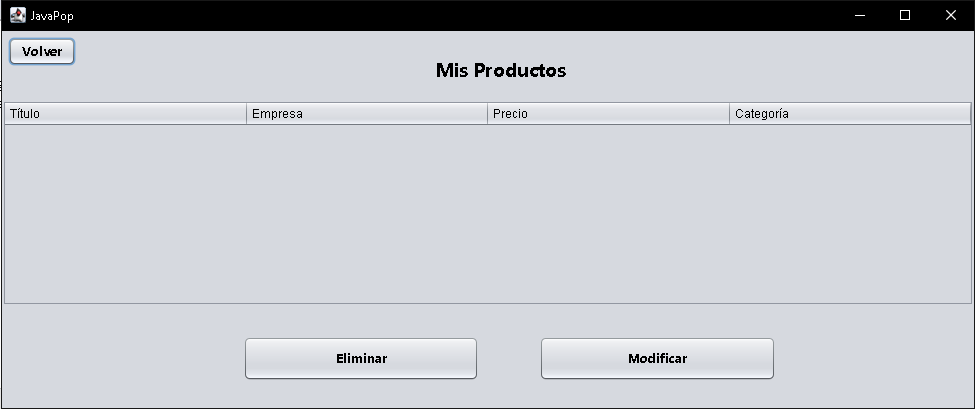 JavaPop
Volver
Mis Productos
Título Empresa Precio Categoría
Eliminar Modificar